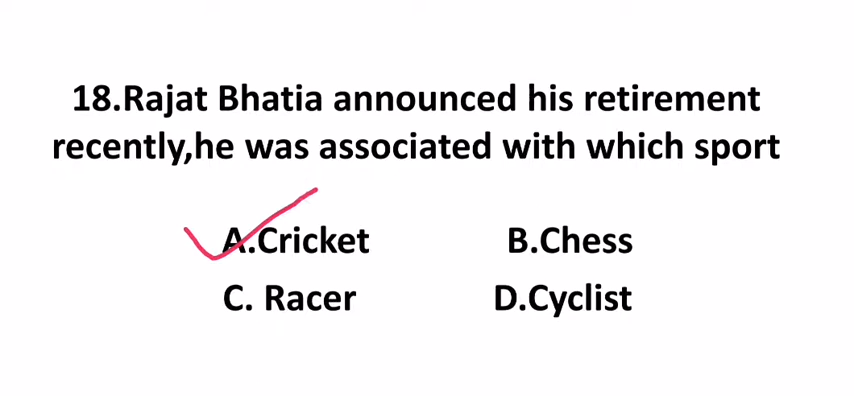 18.Rajat Bhatia announced his retirement
recently,he was associated with which sport
A.Cricket B.Chess
C. Racer D.Cyclist